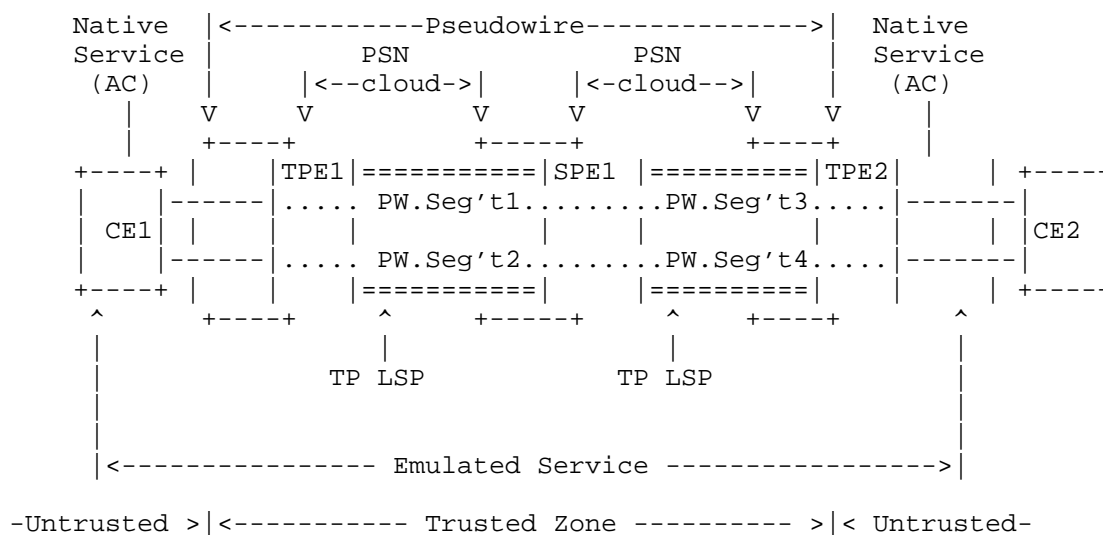 Native |<------------Pseudowire------------->| Native
Service | PSN PSN | Service
(AC) | |<--cloud->| |<-cloud-->| | (AC)
| V V V V V V |
| +----+ +-----+ +----+ |
+----+ | |TPE1|===========|SPE1 |==========|TPE2| | +----
| |------|..... PW.Seg't1.........PW.Seg't3.....|-------|
| CE1| | | | | | | | | |CE2
| |------|..... PW.Seg't2.........PW.Seg't4.....|-------|
+----+ | | |===========| |==========| | | +----
^ +----+ ^ +-----+ ^ +----+ ^
| | | |
| TP LSP TP LSP |
| |
| |
|<---------------- Emulated Service ---------------->|
-Untrusted >|<----------- Trusted Zone ---------- >|< Untrusted-